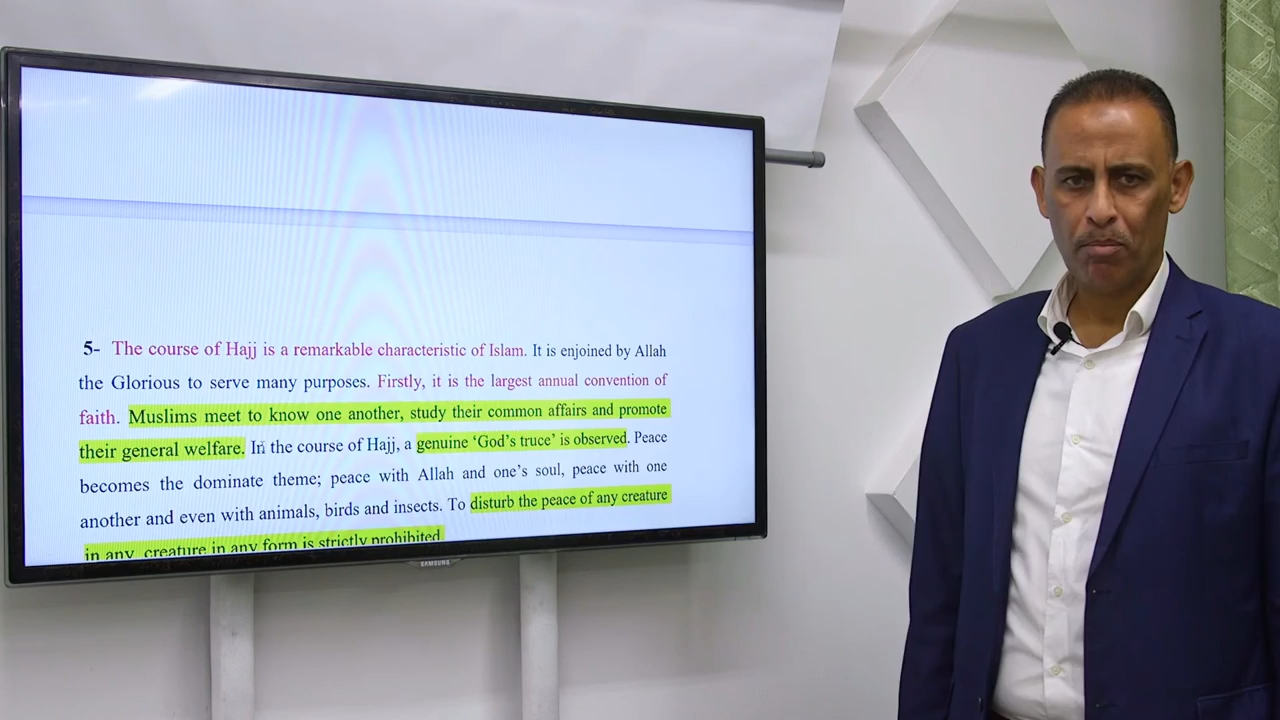 5- The course of Hajj is a remarkable characteristic of Islam. It is enjoined by Allah
the Glorious to serve many purposes. Firstly, it is the largest annual convention of
faith. Muslims meet to know one another, study their common affairs and promote
their general welfare. In the course of Hajj, a genuine ‘God’s truce’ is observed. Peace
becomes the dominate theme; peace with Allah and one’s soul, peace with one
another and even with animals, birds and insects. To disturb the peace of any creature
in any creature in any form is strictly prohibited
SAMSUNG